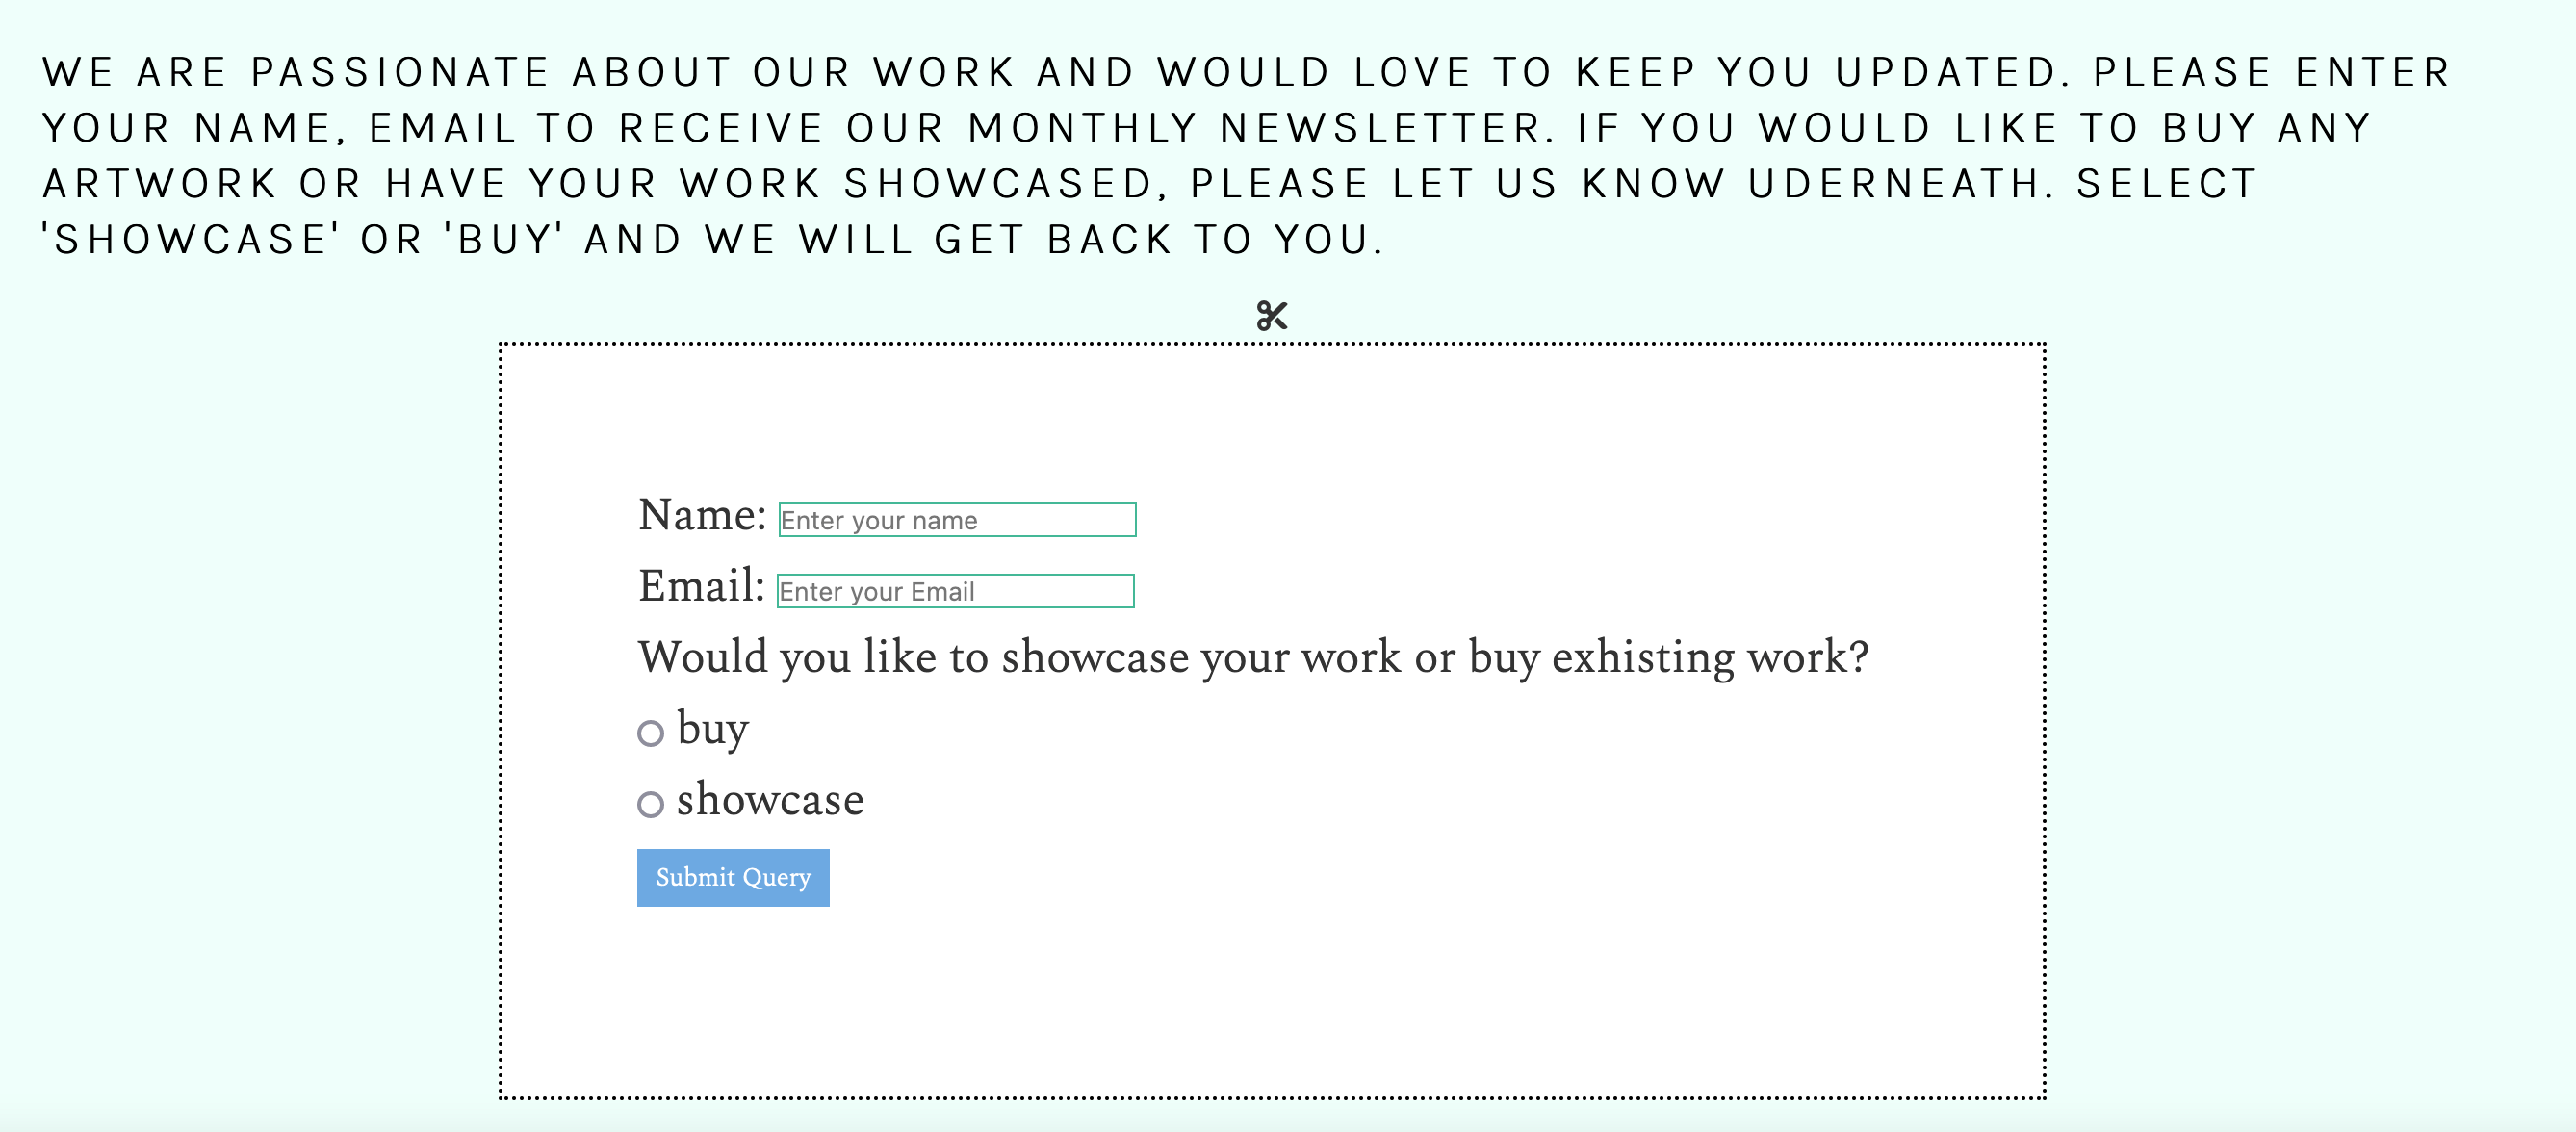 WE ARE PASSIONATE ABOUT OUR WORK AND WOULD LOVE TO KEEP YOU UPDATED. PLEASE ENTER
YOUR NAME, EMAIL TO RECEIVE OUR MONTHLY NEWSLETTER. IF YOU WOULD LIKE TO BUY ANY
ARTWORK OR HAVE YOUR WORK SHOWCASED, PLEASE LET US KNOW UDERNEATH. SELECT
'SHOWCASE' OR 'BUY' AND WE WILL GET BACK TO YOU.
Name: Enter your name
Email: Enter your Email
Would you like to showcase your work or buy exhisting work?
buy
showcase
Submit Query